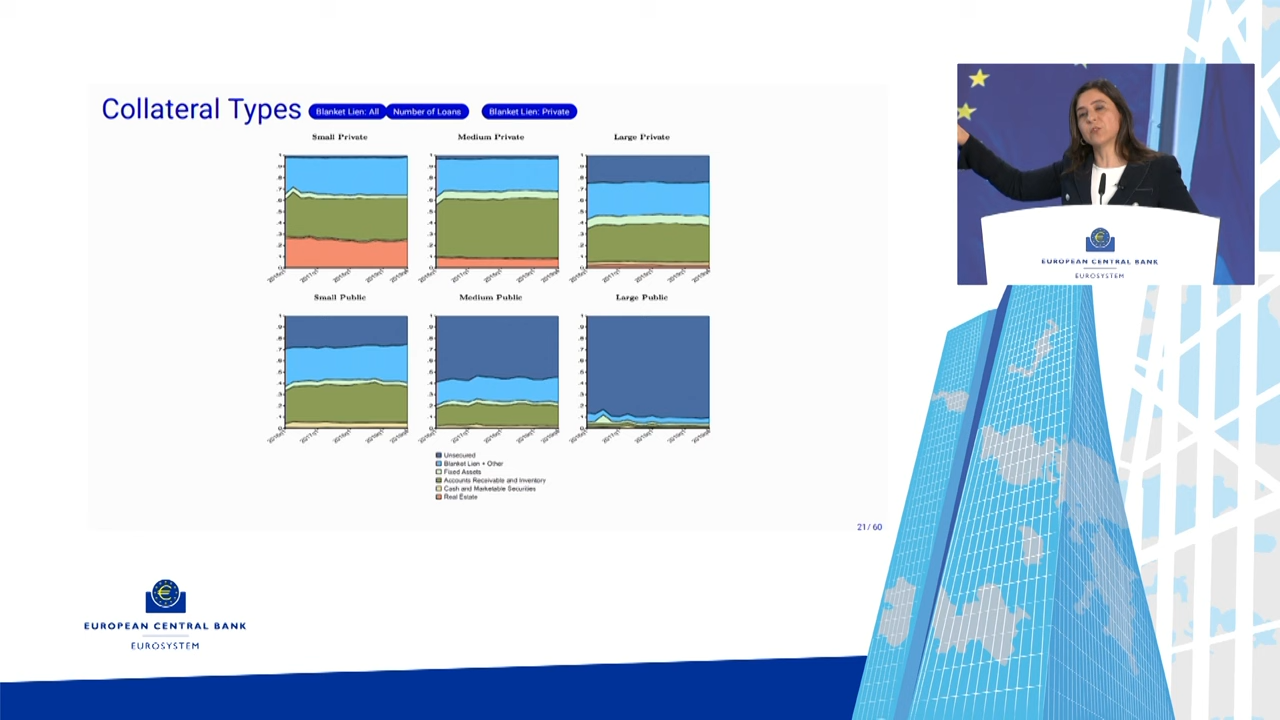 Collateral Types
Blanket Lien: All
Number of Loans
Blanket Lien: Private
Small Private
Medium Private
Large Private
Small Public
Medium Public
Large Public
Unsecured
Blanket Lien + Other
Fixed Assets
Accounts Receivable and Inventory
Cash and Marketable Securities
Real Estate
21 / 60
EUROPEAN CENTRAL BANK
EUROSYSTEM
EUROPEAN CENTRAL BANK
EUROSYSTEM